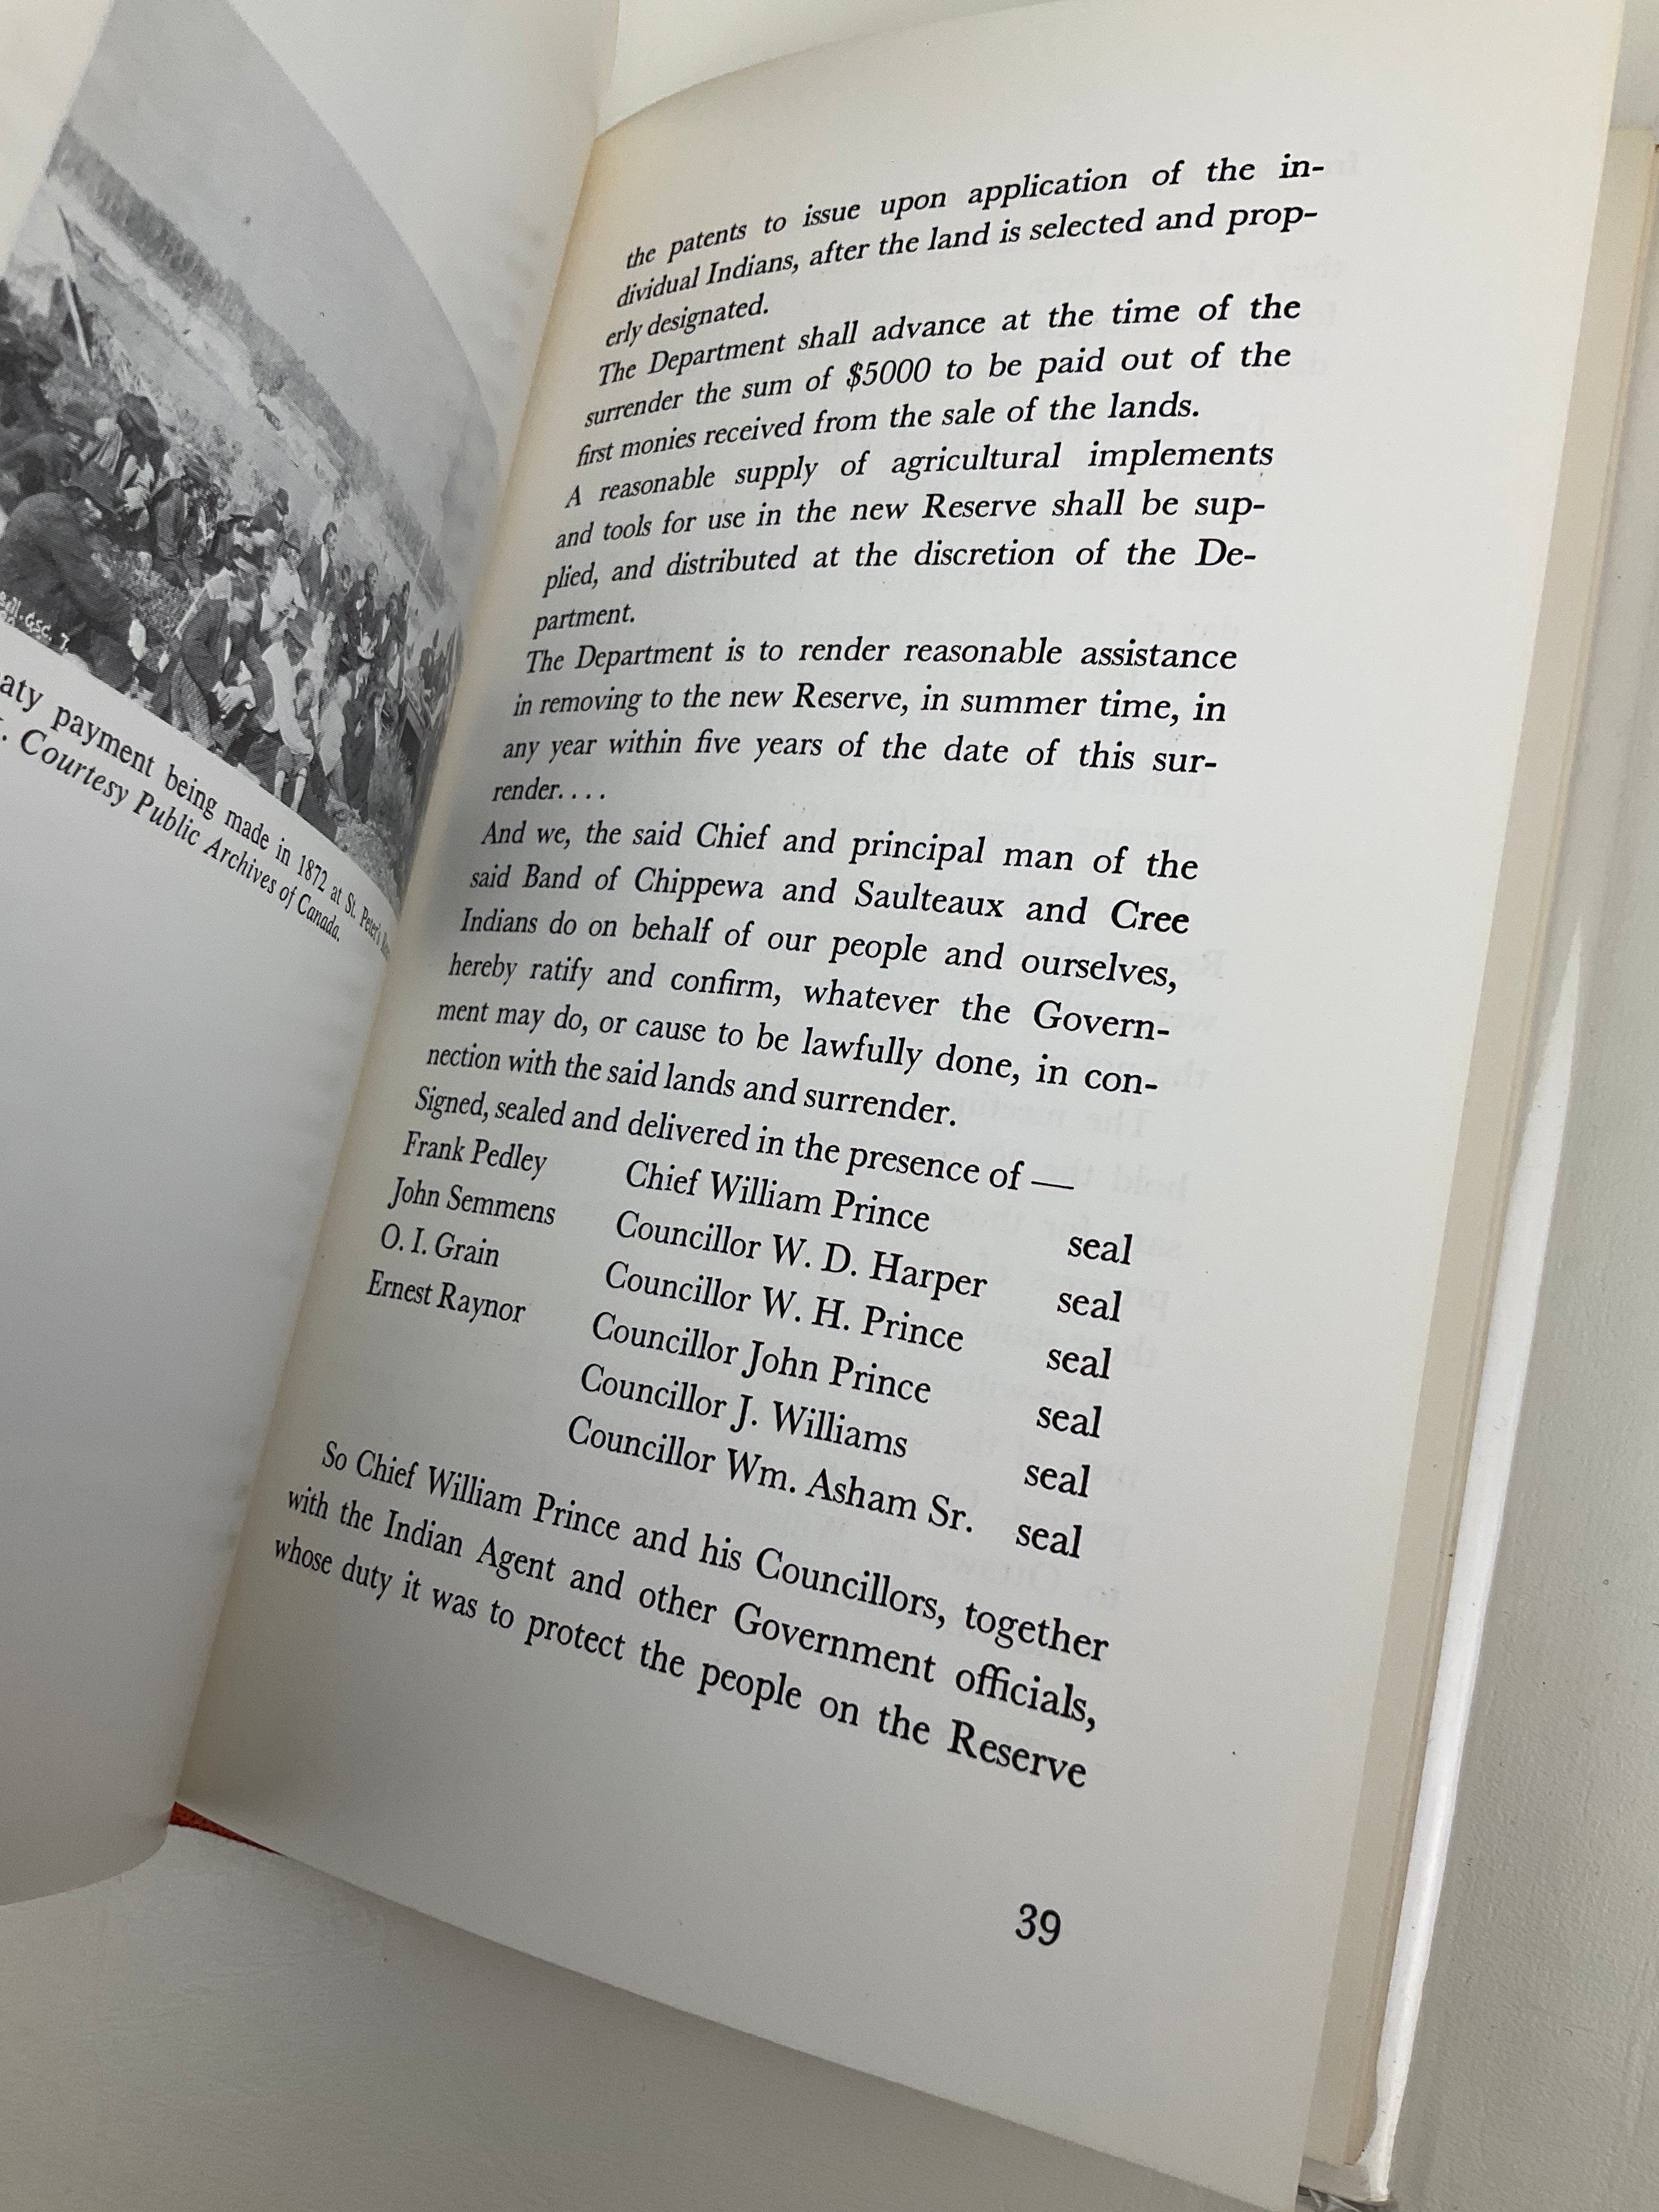 edl. GSC. 7
aty payment being made in 1872 at St. Peter's
. Courtesy Public Archives of Canada.
the patents to issue upon application of the in-
dividual Indians, after the land is selected and prop-
erly designated.
The Department shall advance at the time of the
surrender the sum of $5000 to be paid out of the
first monies received from the sale of the lands.
A reasonable supply of agricultural implements
and tools for use in the new Reserve shall be sup-
plied, and distributed at the discretion of the De-
partment.
The Department is to render reasonable assistance
in removing to the new Reserve, in summer time, in
any year within five years of the date of this sur-
render. . . .
And we, the said Chief and principal man of the
said Band of Chippewa and Saulteaux and Cree
Indians do on behalf of our people and ourselves,
hereby ratify and confirm, whatever the Govern-
ment may do, or cause to be lawfully done, in con-
nection with the said lands and surrender.
Signed, sealed and delivered in the presence of —
Frank Pedley Chief William Prince seal
John Semmens Councillor W. D. Harper seal
O. I. Grain Councillor W. H. Prince seal
Ernest Raynor Councillor John Prince seal
Councillor J. Williams seal
Councillor Wm. Asham Sr. seal
So Chief William Prince and his Councillors, together
with the Indian Agent and other Government officials,
whose duty it was to protect the people on the Reserve
39